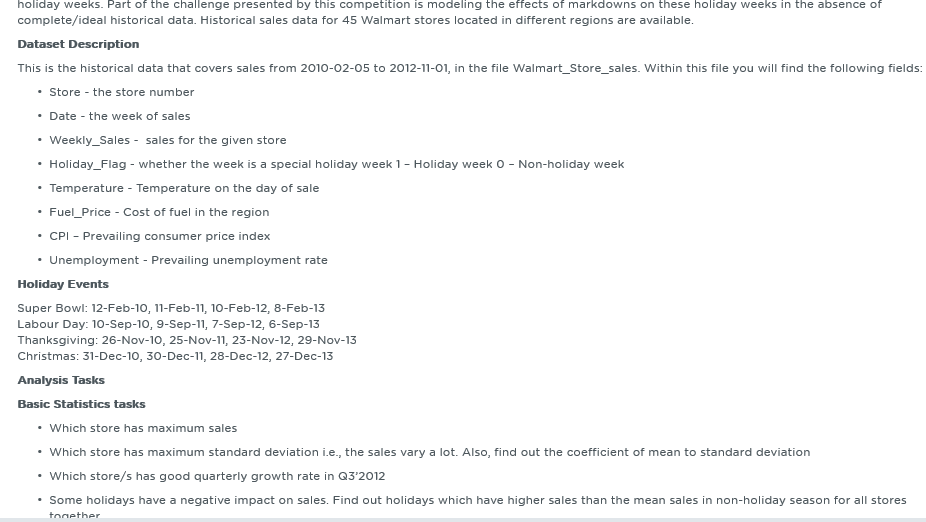 holiday weeks. Part of the challenge presented by this competition is modeling the effects of markdowns on these holiday weeks in the absence of
complete/ideal historical data. Historical sales data for 45 Walmart stores located in different regions are available.
Dataset Description
This is the historical data that covers sales from 2010-02-05 to 2012-11-01, in the file Walmart_Store_sales. Within this file you will find the following fields:
• Store - the store number
• Date - the week of sales
• Weekly_Sales -  sales for the given store
• Holiday_Flag - whether the week is a special holiday week 1 – Holiday week 0 – Non-holiday week
• Temperature - Temperature on the day of sale
• Fuel_Price - Cost of fuel in the region
• CPI – Prevailing consumer price index
• Unemployment - Prevailing unemployment rate
Holiday Events
Super Bowl: 12-Feb-10, 11-Feb-11, 10-Feb-12, 8-Feb-13
Labour Day: 10-Sep-10, 9-Sep-11, 7-Sep-12, 6-Sep-13
Thanksgiving: 26-Nov-10, 25-Nov-11, 23-Nov-12, 29-Nov-13
Christmas: 31-Dec-10, 30-Dec-11, 28-Dec-12, 27-Dec-13
Analysis Tasks
Basic Statistics tasks
• Which store has maximum sales
• Which store has maximum standard deviation i.e., the sales vary a lot. Also, find out the coefficient of mean to standard deviation
• Which store/s has good quarterly growth rate in Q3'2012
• Some holidays have a negative impact on sales. Find out holidays which have higher sales than the mean sales in non-holiday season for all stores
together